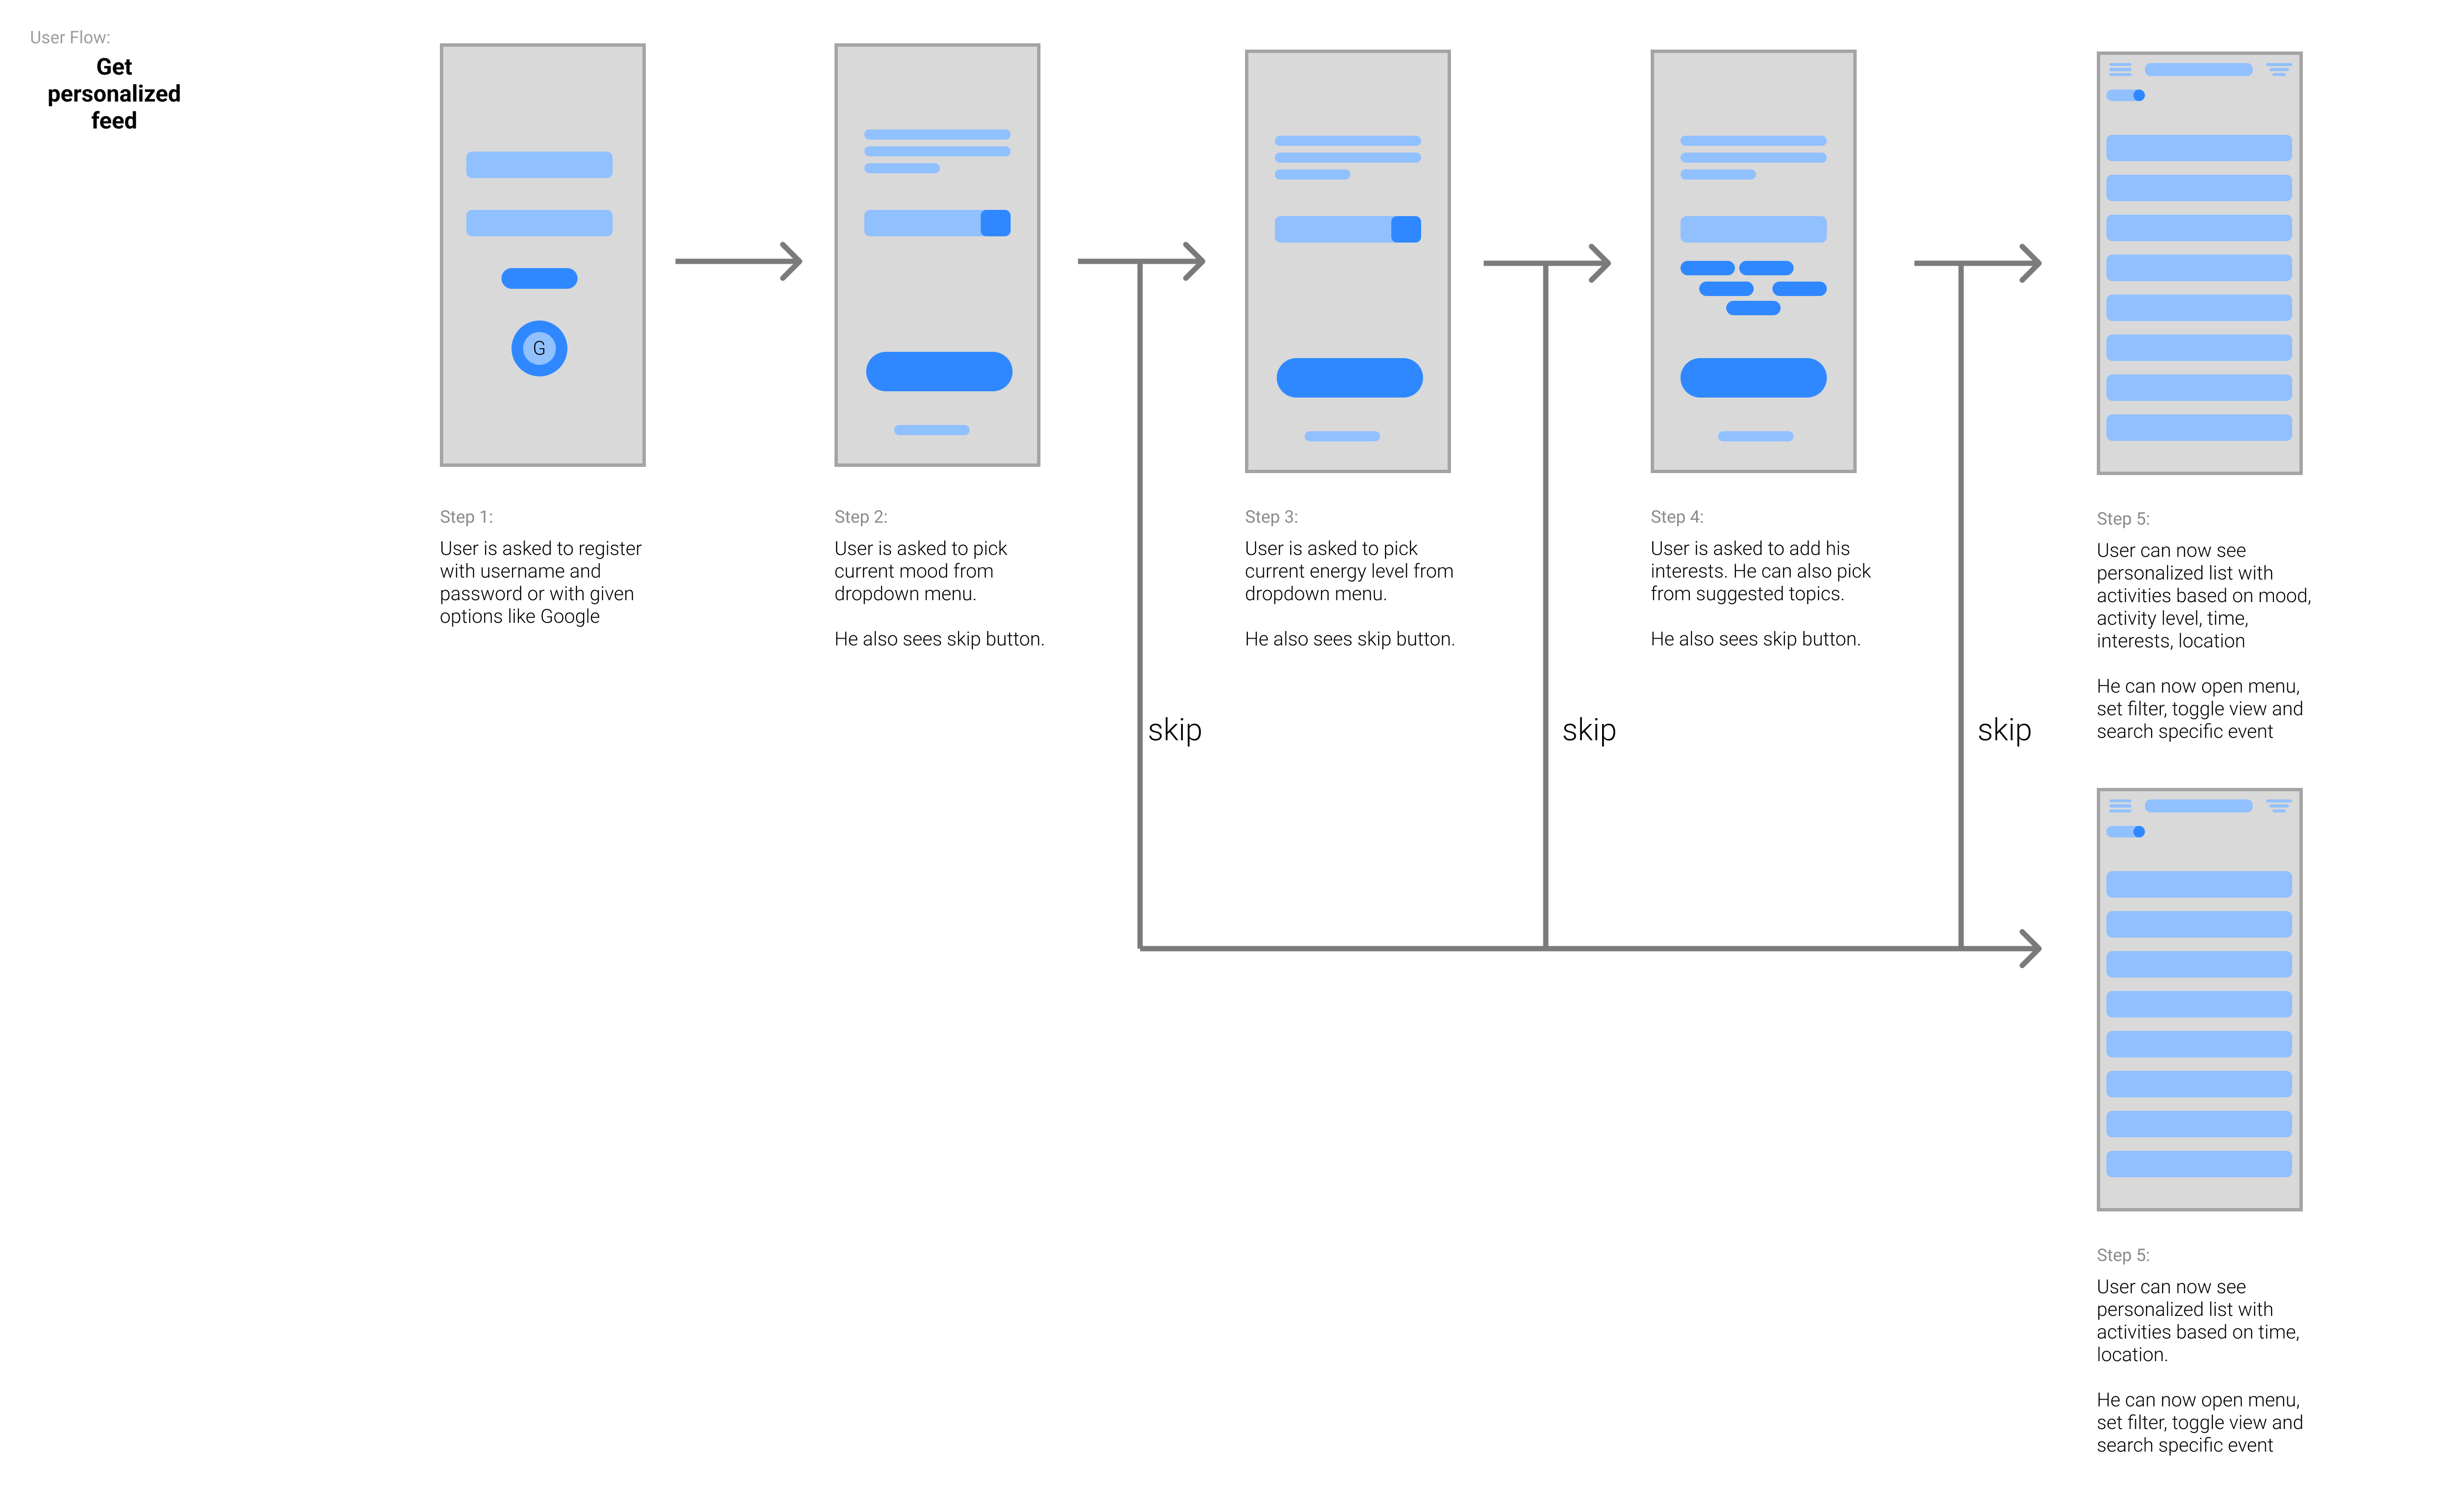 User Flow:
Get
personalized
feed
G
Step 1:
User is asked to register
with username and
password or with given
options like Google
Step 2:
User is asked to pick
current mood from
dropdown menu.
He also sees skip button.
Step 3:
User is asked to pick
current energy level from
dropdown menu.
He also sees skip button.
Step 4:
User is asked to add his
interests. He can also pick
from suggested topics.
He also sees skip button.
Step 5:
User can now see
personalized list with
activities based on mood,
activity level, time,
interests, location
He can now open menu,
set filter, toggle view and
search specific event
skip
skip
skip
Step 5:
User can now see
personalized list with
activities based on time,
location.
He can now open menu,
set filter, toggle view and
search specific event